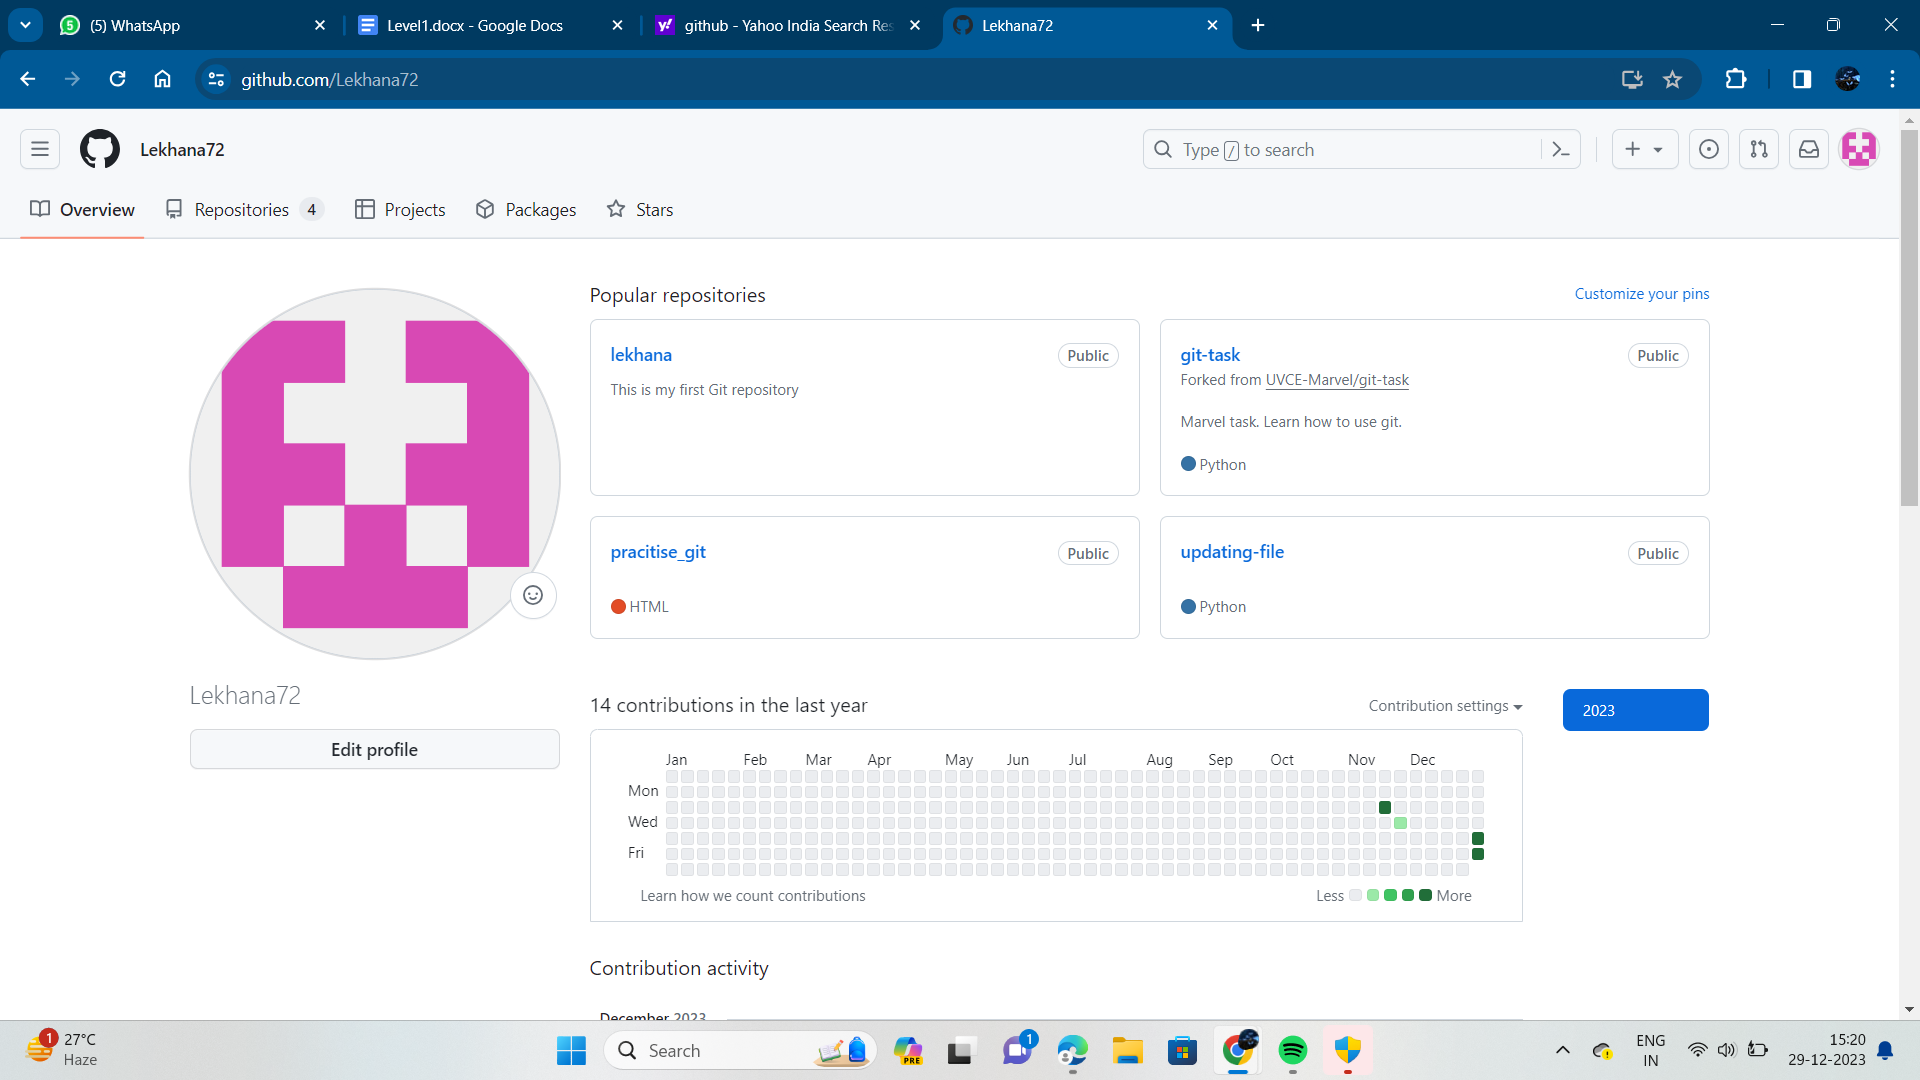 (5) WhatsApp
Level1.docx - Google Docs
github - Yahoo India Search Res
Lekhana72
github.com/Lekhana72
Lekhana72
Type / to search
Overview
Repositories 4
Projects
Packages
Stars
Popular repositories
Customize your pins
lekhana
Public
This is my first Git repository
git-task
Public
Forked from UVCE-Marvel/git-task
Marvel task. Learn how to use git.
Python
pracitise_git
Public
HTML
updating-file
Public
Python
Lekhana72
Edit profile
14 contributions in the last year
Contribution settings
2023
Jan Feb Mar Apr May Jun Jul Aug Sep Oct Nov Dec
Mon
Wed
Fri
Learn how we count contributions
Less
More
Contribution activity
December 2023
1
27°C
Haze
Search
PRE
1
ENG
IN
15:20
29-12-2023